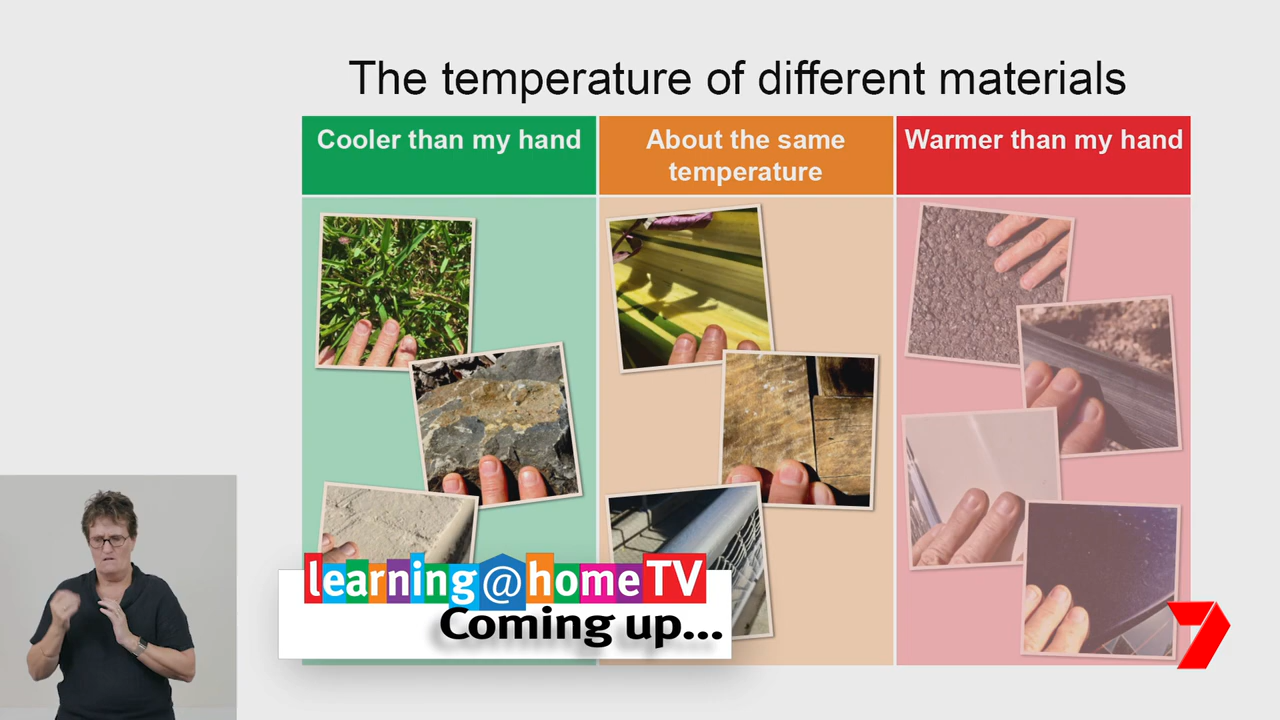 The temperature of different materials
Cooler than my hand
About the same
temperature
Warmer than my hand
learning@homeTV
Coming up...
7